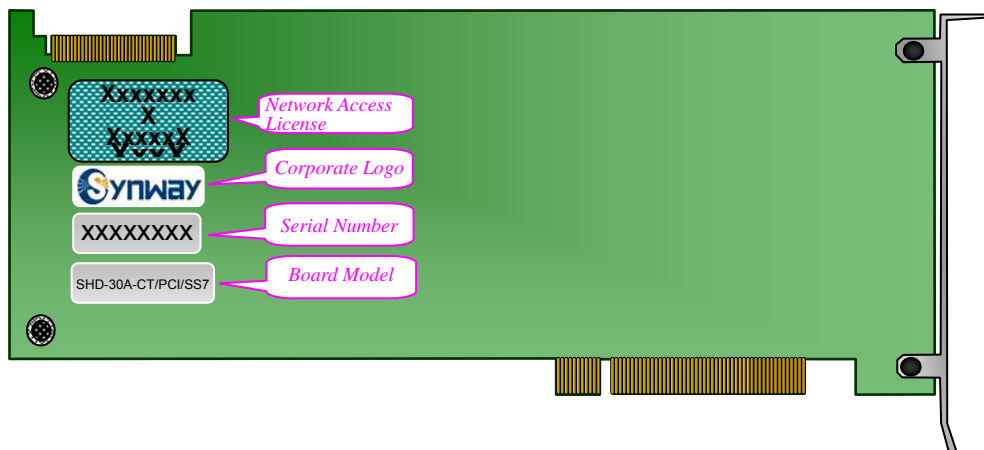 Xxxxxxx
X
XxxxxX
Network Access
License
Synway
Corporate Logo
XXXXXXXX
Serial Number
SHD-30A-CT/PCI/SS7
Board Model